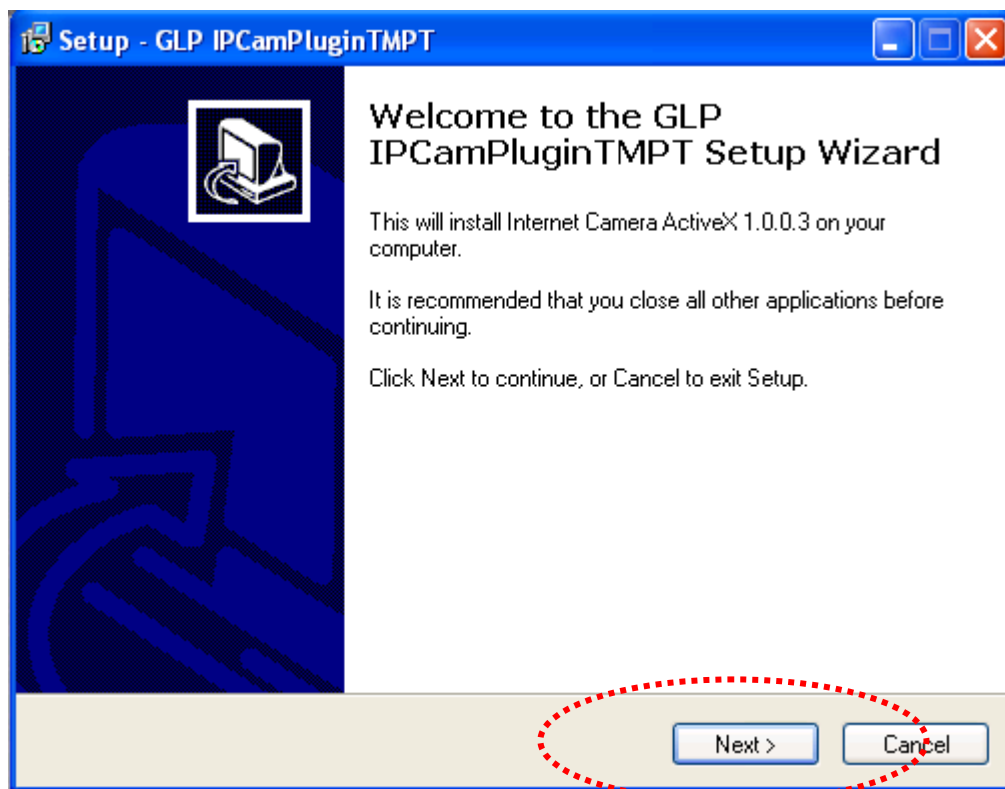 Setup - GLP IPCamPluginTMPT
Welcome to the GLP
IPCamPluginTMPT Setup Wizard
This will install Internet Camera ActiveX 1.0.0.3 on your
computer.
It is recommended that you close all other applications before
continuing.
Click Next to continue, or Cancel to exit Setup.
Next >
Cancel